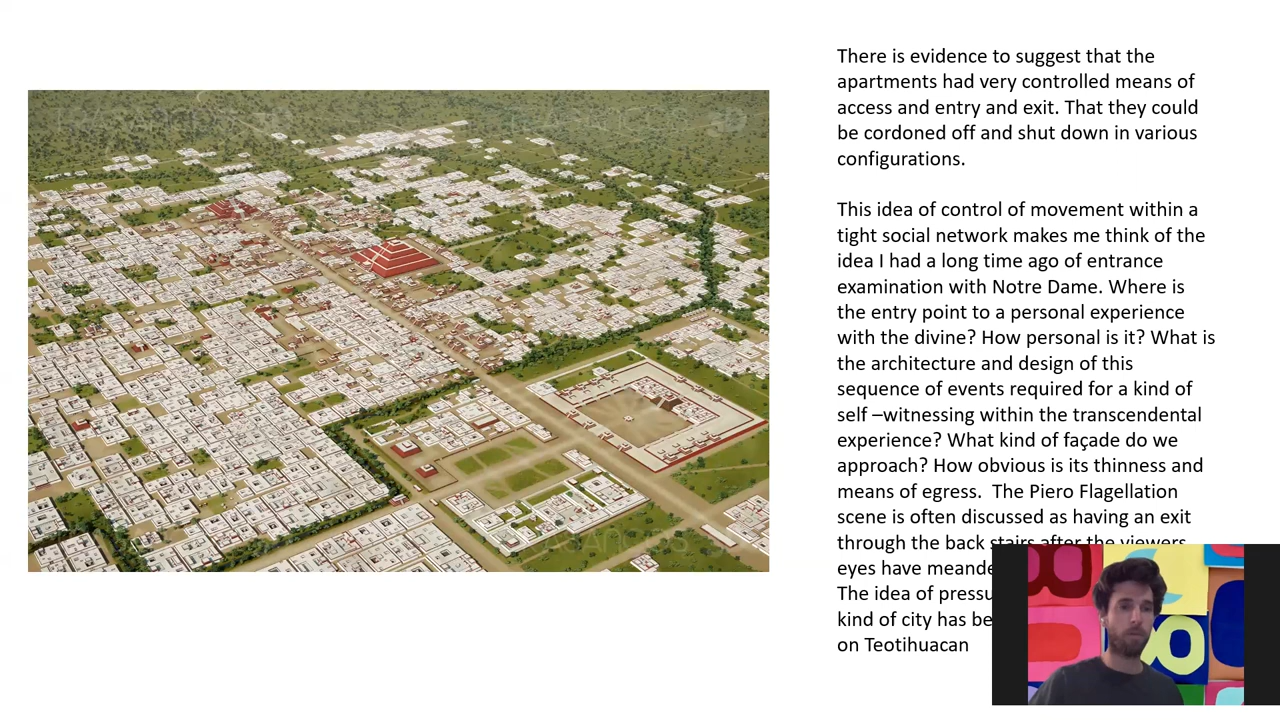 There is evidence to suggest that the
apartments had very controlled means of
access and entry and exit. That they could
be cordoned off and shut down in various
configurations.
This idea of control of movement within a
tight social network makes me think of the
idea I had a long time ago of entrance
examination with Notre Dame. Where is
the entry point to a personal experience
with the divine? How personal is it? What is
the architecture and design of this
sequence of events required for a kind of
self –witnessing within the transcendental
experience? What kind of façade do we
approach? How obvious is its thinness and
means of egress.  The Piero Flagellation
scene is often discussed as having an exit
through the back stairs after the viewers
eyes have
The idea of
kind of city has
on Teotihuacan